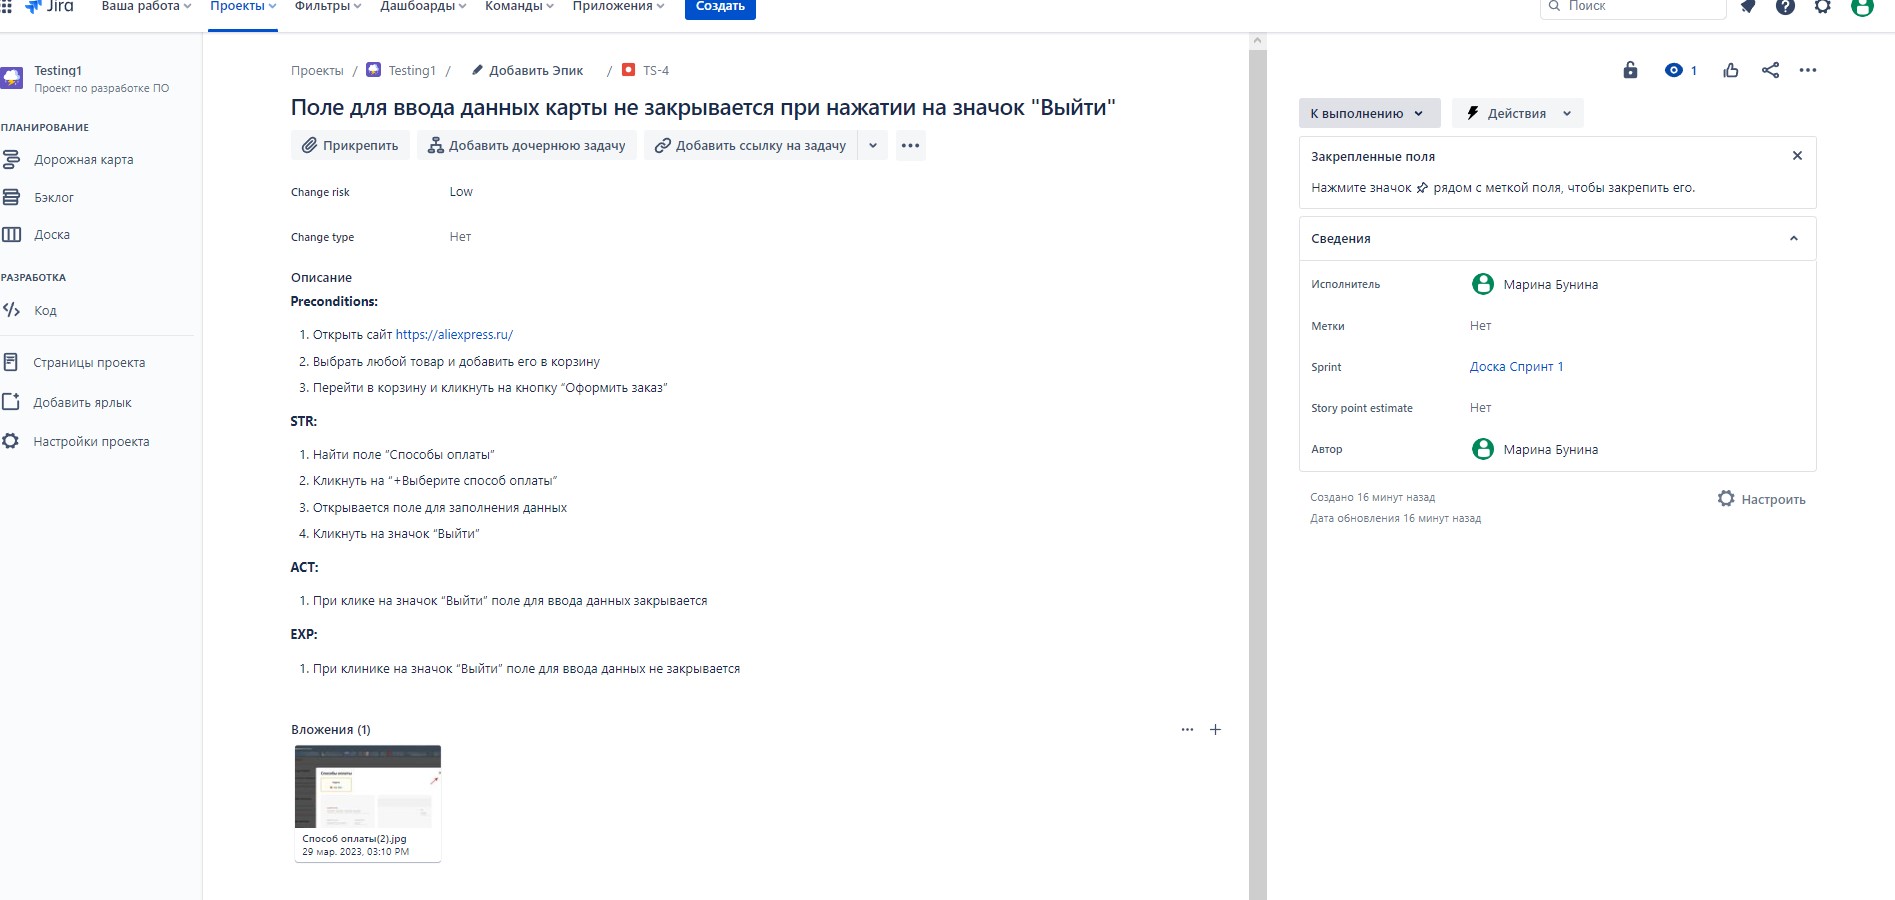 Jira Ваша работа Проекты Фильтры Дашборды Команды Приложения Создать Поиск
Testing1
Проект по разработке ПО
ПЛАНИРОВАНИЕ
Дорожная карта
Бэклог
Доска
РАЗРАБОТКА
Код
Страницы проекта
Добавить ярлык
Настройки проекта
Проекты / Testing1 / Добавить Эпик / TS-4
Поле для ввода данных карты не закрывается при нажатии на значок "Выйти"
Прикрепить Добавить дочернюю задачу Добавить ссылку на задачу
Change risk Low
Change type Нет
Описание
Preconditions:
1. Открыть сайт https://aliexpress.ru/
2. Выбрать любой товар и добавить его в корзину
3. Перейти в корзину и кликнуть на кнопку “Оформить заказ”
STR:
1. Найти поле “Способы оплаты”
2. Кликнуть на “+Выберите способ оплаты”
3. Открывается поле для заполнения данных
4. Кликнуть на значок “Выйти”
ACT:
1. При клике на значок “Выйти” поле для ввода данных закрывается
EXP:
1. При клинике на значок “Выйти” поле для ввода данных не закрывается
Вложения (1)
Способы оплаты
Способ оплаты(2).jpg
29 мар. 2023, 03:10 PM
1
К выполнению Действия
Закрепленные поля
Нажмите значок рядом с меткой поля, чтобы закрепить его.
Сведения
Исполнитель Марина Бунина
Метки Нет
Sprint Доска Спринт 1
Story point estimate Нет
Автор Марина Бунина
Создано 16 минут назад
Настроить
Дата обновления 16 минут назад